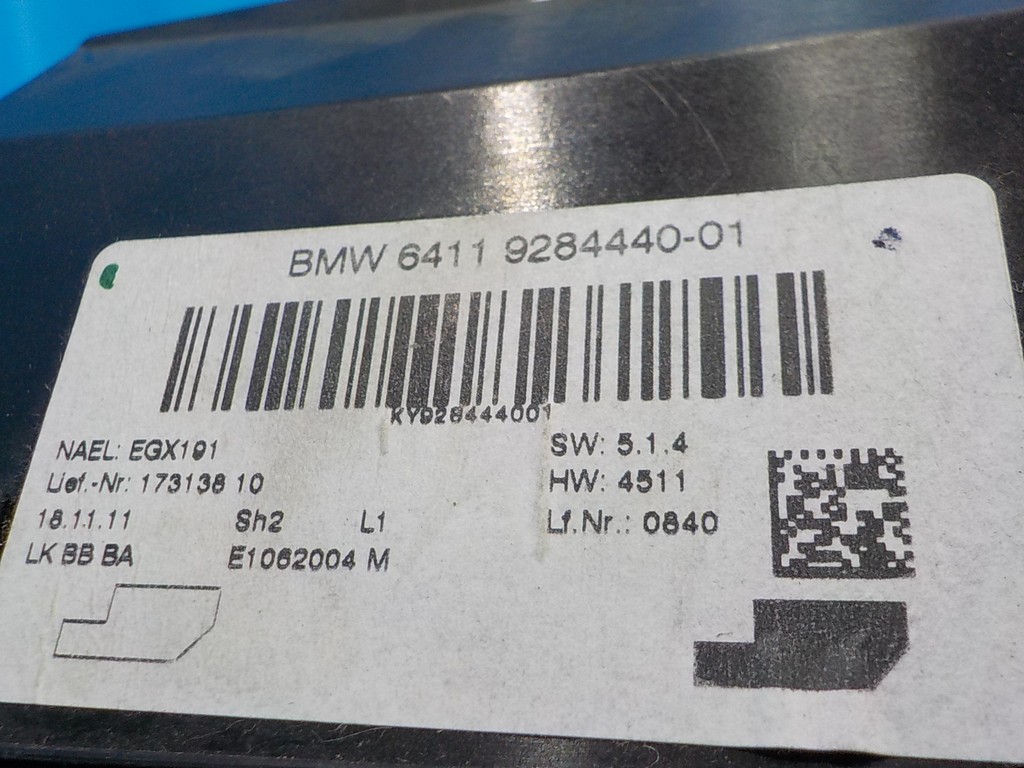 BMW 6411 9284440-01
KY928444001
NAEL: EGX191
SW: 5.1.4
Lief.-Nr: 173138 10
HW: 4511
18.11.11 Sh2 L1
Lf.Nr.: 0840
LK BB BA E1062004 M